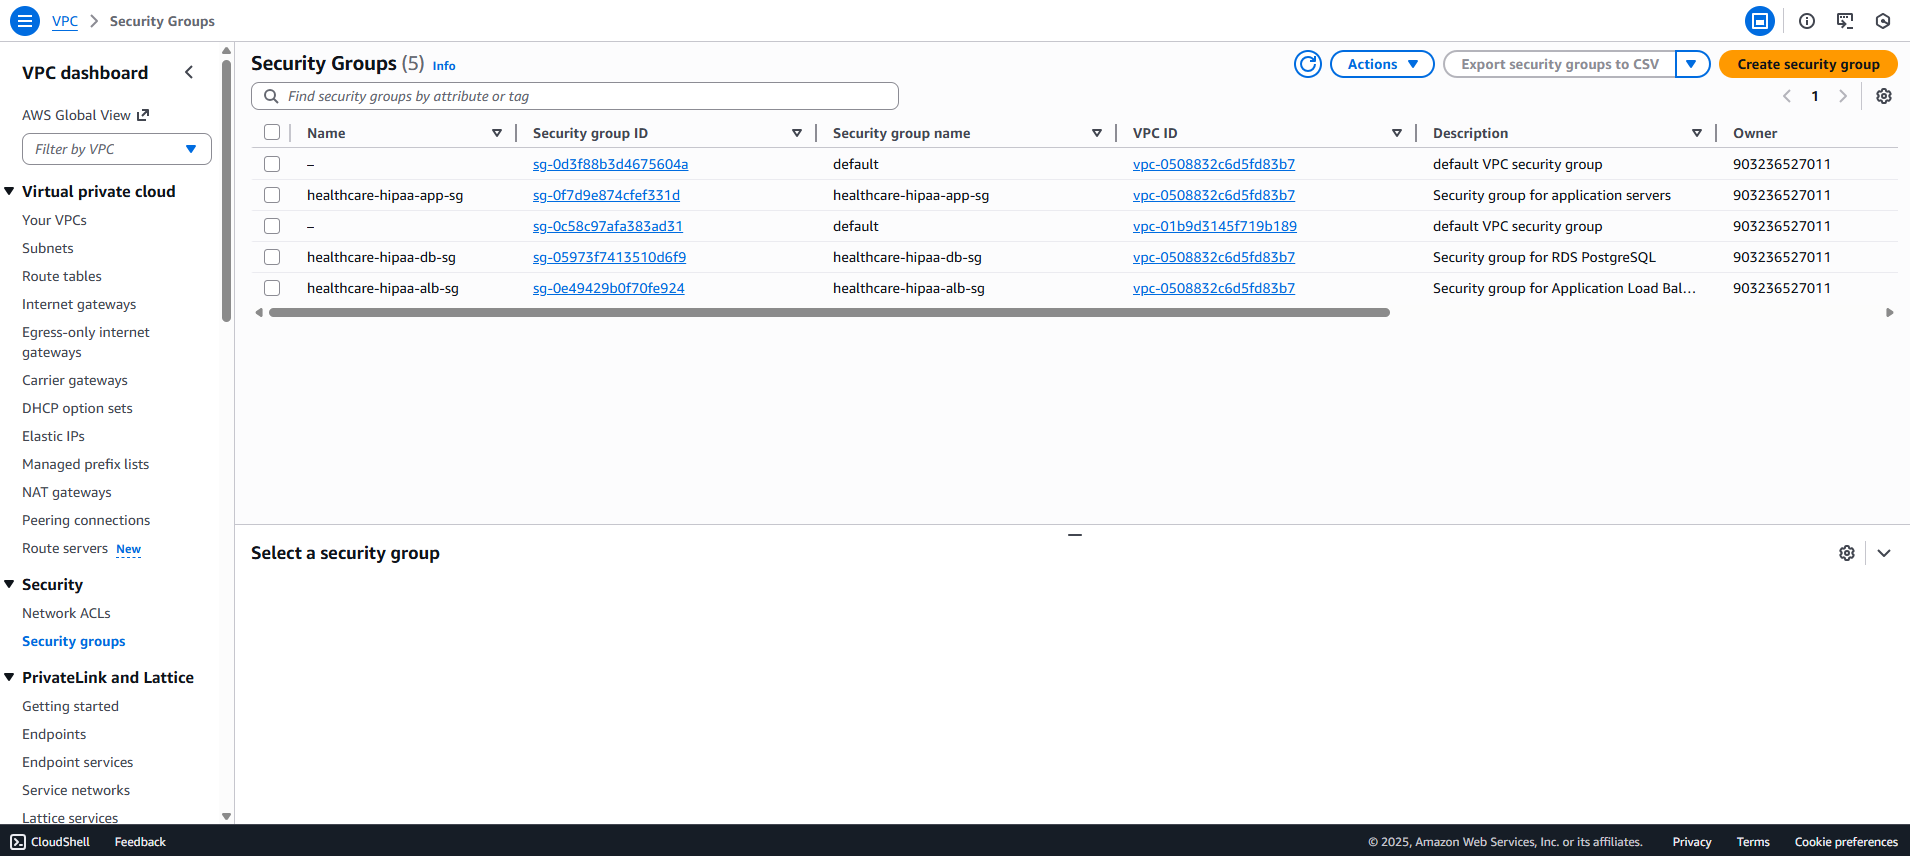 VPC > Security Groups
VPC dashboard
AWS Global View
Filter by VPC
Virtual private cloud
Your VPCs
Subnets
Route tables
Internet gateways
Egress-only internet
gateways
Carrier gateways
DHCP option sets
Elastic IPs
Managed prefix lists
NAT gateways
Peering connections
Route servers New
Security
Network ACLs
Security groups
PrivateLink and Lattice
Getting started
Endpoints
Endpoint services
Service networks
Lattice services
Security Groups (5) Info
Actions
Export security groups to CSV
Create security group
Find security groups by attribute or tag
1
Name Security group ID Security group name VPC ID Description Owner
– sg-0d3f88b3d4675604a default vpc-0508832c6d5fd83b7 default VPC security group 903236527011
healthcare-hipaa-app-sg sg-0f7d9e874cfef331d healthcare-hipaa-app-sg vpc-0508832c6d5fd83b7 Security group for application servers 903236527011
– sg-0c58c97afa383ad31 default vpc-01b9d3145f719b189 default VPC security group 903236527011
healthcare-hipaa-db-sg sg-05973f7413510d6f9 healthcare-hipaa-db-sg vpc-0508832c6d5fd83b7 Security group for RDS PostgreSQL 903236527011
healthcare-hipaa-alb-sg sg-0e49429b0f70fe924 healthcare-hipaa-alb-sg vpc-0508832c6d5fd83b7 Security group for Application Load Bal... 903236527011
Select a security group
CloudShell Feedback © 2025, Amazon Web Services, Inc. or its affiliates. Privacy Terms Cookie preferences